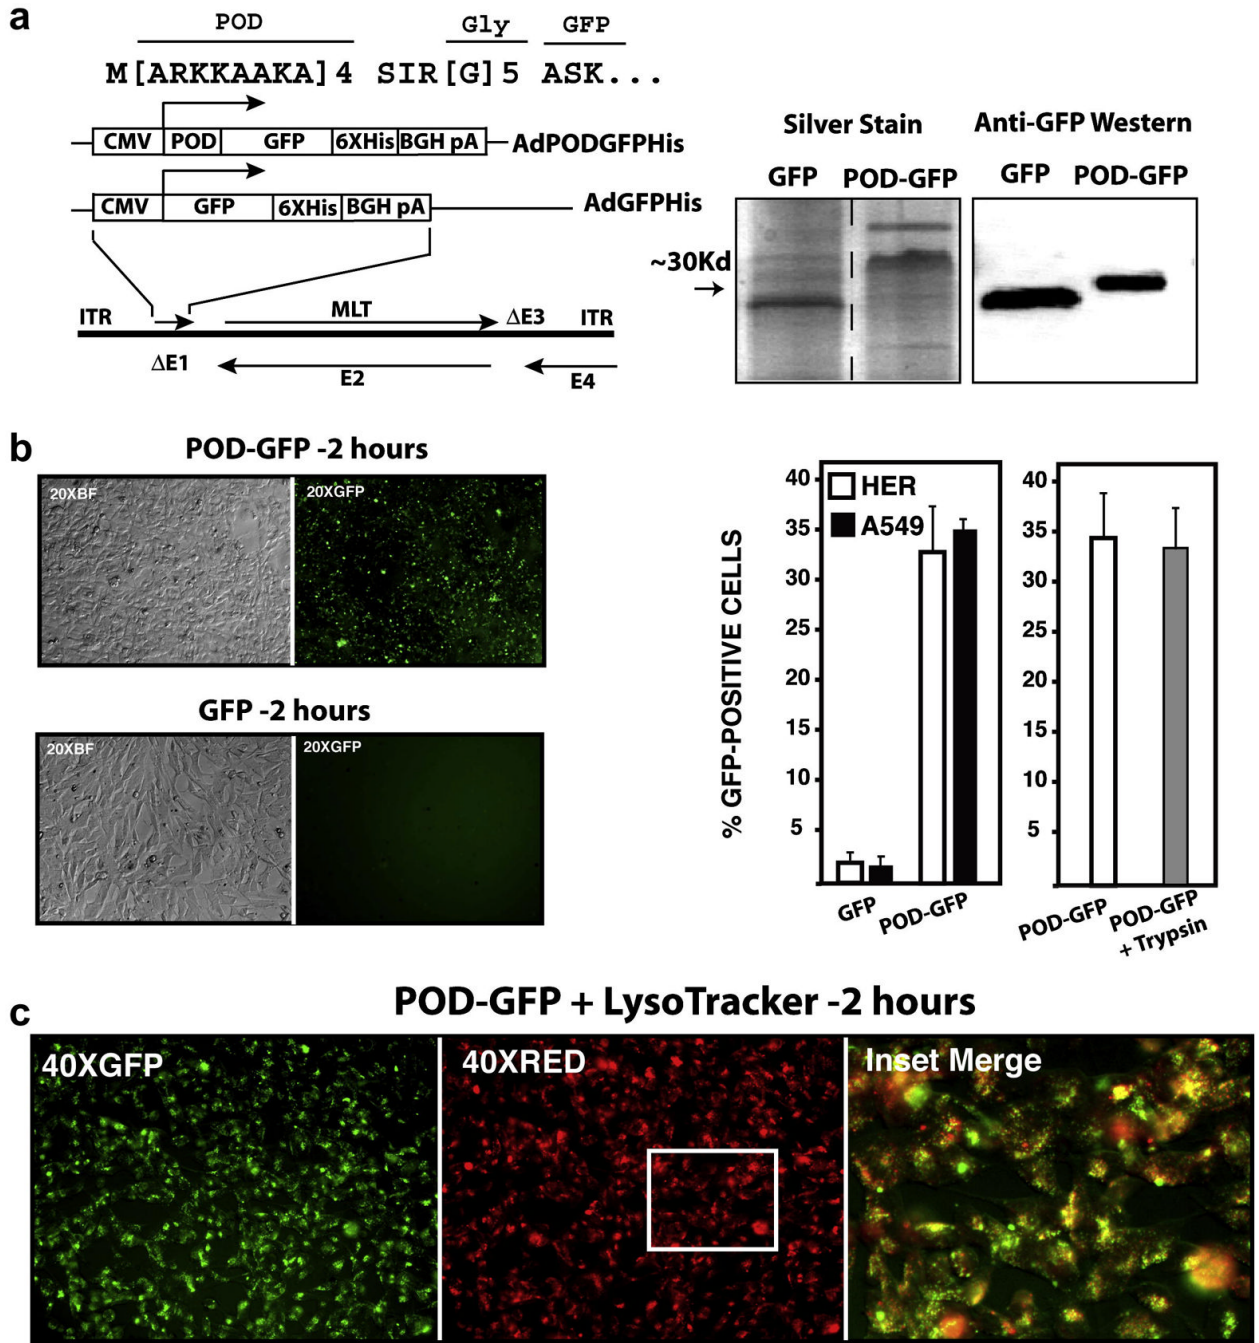 a
POD
Gly
GFP
M[ARKKAAKA]4 SIR[G]5 ASK...
CMV POD GFP 6XHis BGH pA AdPODGFPHis
CMV GFP 6XHis BGH pA AdGFPHis
ITR MLT ΔE3 ITR
ΔE1 E2 E4
Silver Stain
GFP POD-GFP
Anti-GFP Western
GFP POD-GFP
~30Kd
b
POD-GFP -2 hours
20XBF
20XGFP
GFP -2 hours
20XBF
20XGFP
% GFP-POSITIVE CELLS
40
35
30
25
20
15
10
5
HER
A549
GFP
POD-GFP
40
35
30
25
20
15
10
5
POD-GFP
POD-GFP
+ Trypsin
c
POD-GFP + LysoTracker -2 hours
40XGFP
40XRED
Inset Merge